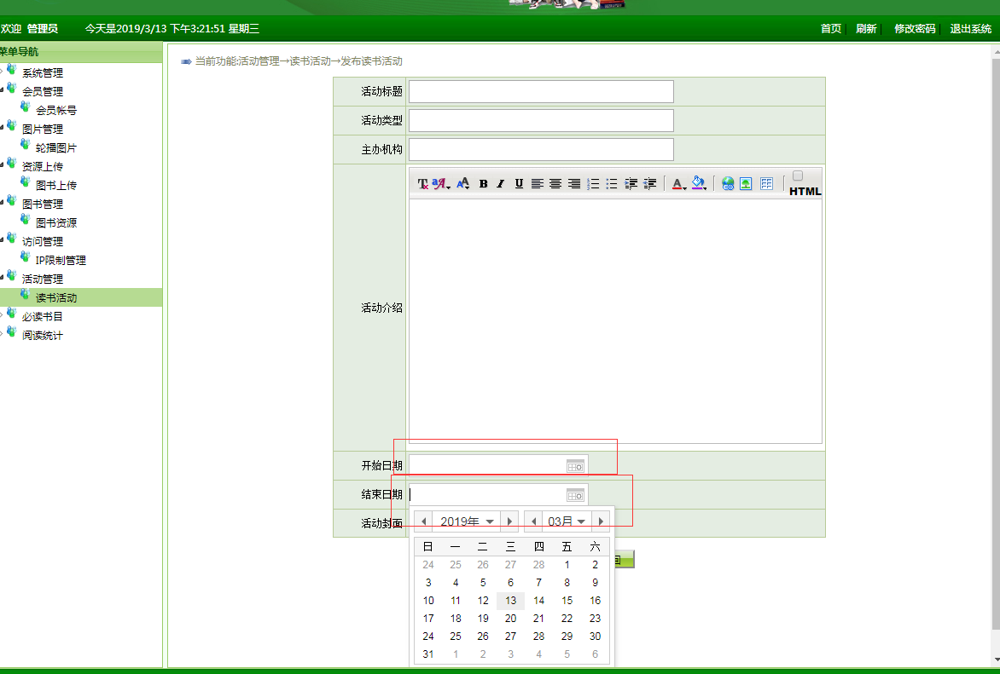 欢迎 管理员 今天是2019/3/13 下午3:21:51 星期三 首页 刷新 修改密码 退出系统
菜单导航
系统管理
会员管理
会员帐号
图片管理
轮播图片
资源上传
图书上传
图书管理
图书资源
访问管理
IP限制管理
活动管理
读书活动
必读书目
阅读统计
当前功能:活动管理→读书活动→发布读书活动
活动标题
活动类型
主办机构
HTML
活动介绍
开始日期
结束日期
活动封面
2019年 03月
日 一 二 三 四 五 六
24 25 26 27 28 1 2
3 4 5 6 7 8 9
10 11 12 13 14 15 16
17 18 19 20 21 22 23
24 25 26 27 28 29 30
31 1 2 3 4 5 6